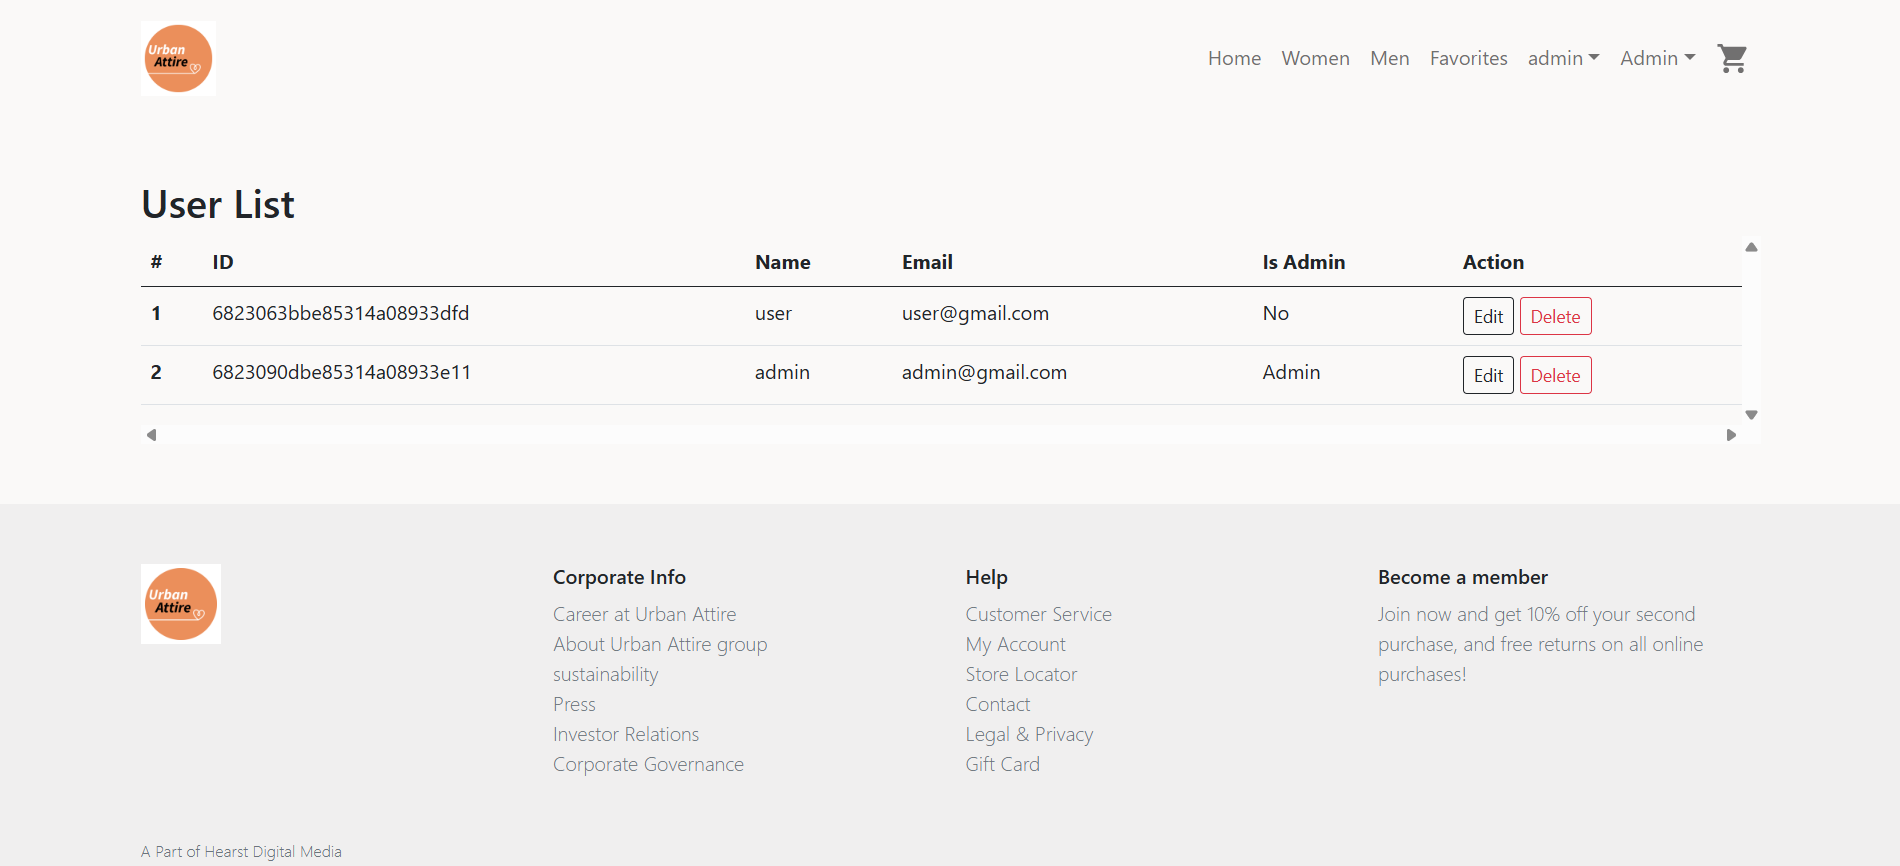 Urban
Attire
Home Women Men Favorites admin Admin
User List
# ID Name Email Is Admin Action
1 6823063bbe85314a08933dfd user user@gmail.com No Edit Delete
2 6823090dbe85314a08933e11 admin admin@gmail.com Admin Edit Delete
Urban
Attire
Corporate Info
Career at Urban Attire
About Urban Attire group
sustainability
Press
Investor Relations
Corporate Governance
Help
Customer Service
My Account
Store Locator
Contact
Legal & Privacy
Gift Card
Become a member
Join now and get 10% off your second
purchase, and free returns on all online
purchases!
A Part of Hearst Digital Media